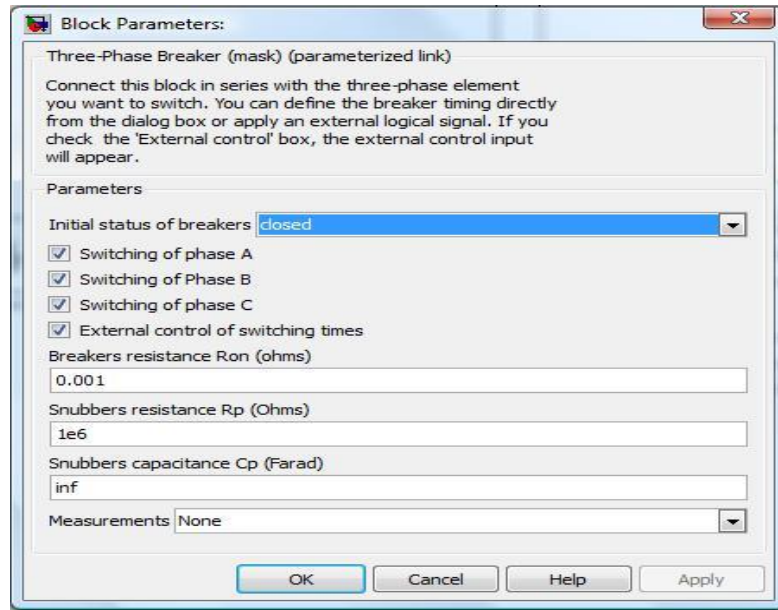 Block Parameters:
Three-Phase Breaker (mask) (parameterized link)
Connect this block in series with the three-phase element
you want to switch. You can define the breaker timing directly
from the dialog box or apply an external logical signal. If you
check the 'External control' box, the external control input
will appear.
Parameters
Initial status of breakers closed
Switching of phase A
Switching of Phase B
Switching of phase C
External control of switching times
Breakers resistance Ron (ohms)
0.001
Snubbers resistance Rp (Ohms)
1e6
Snubbers capacitance Cp (Farad)
inf
Measurements None
OK Cancel Help Apply